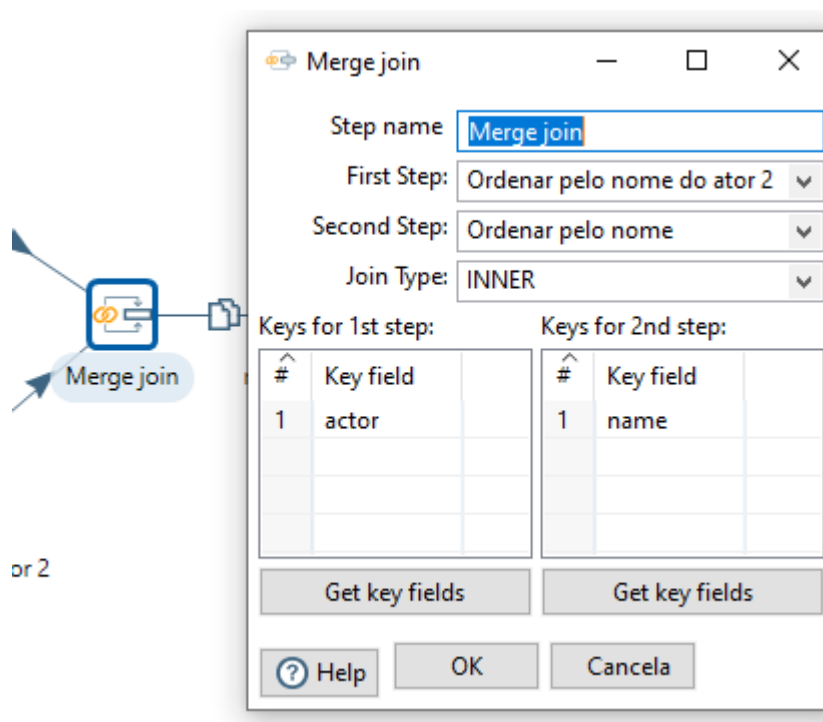 Merge join
Step name Merge join
First Step: Ordenar pelo nome do ator 2
Second Step: Ordenar pelo nome
Join Type: INNER
Keys for 1st step: Keys for 2nd step:
# Key field # Key field
1 actor 1 name
Get key fields Get key fields
? Help OK Cancela
Merge join
or 2